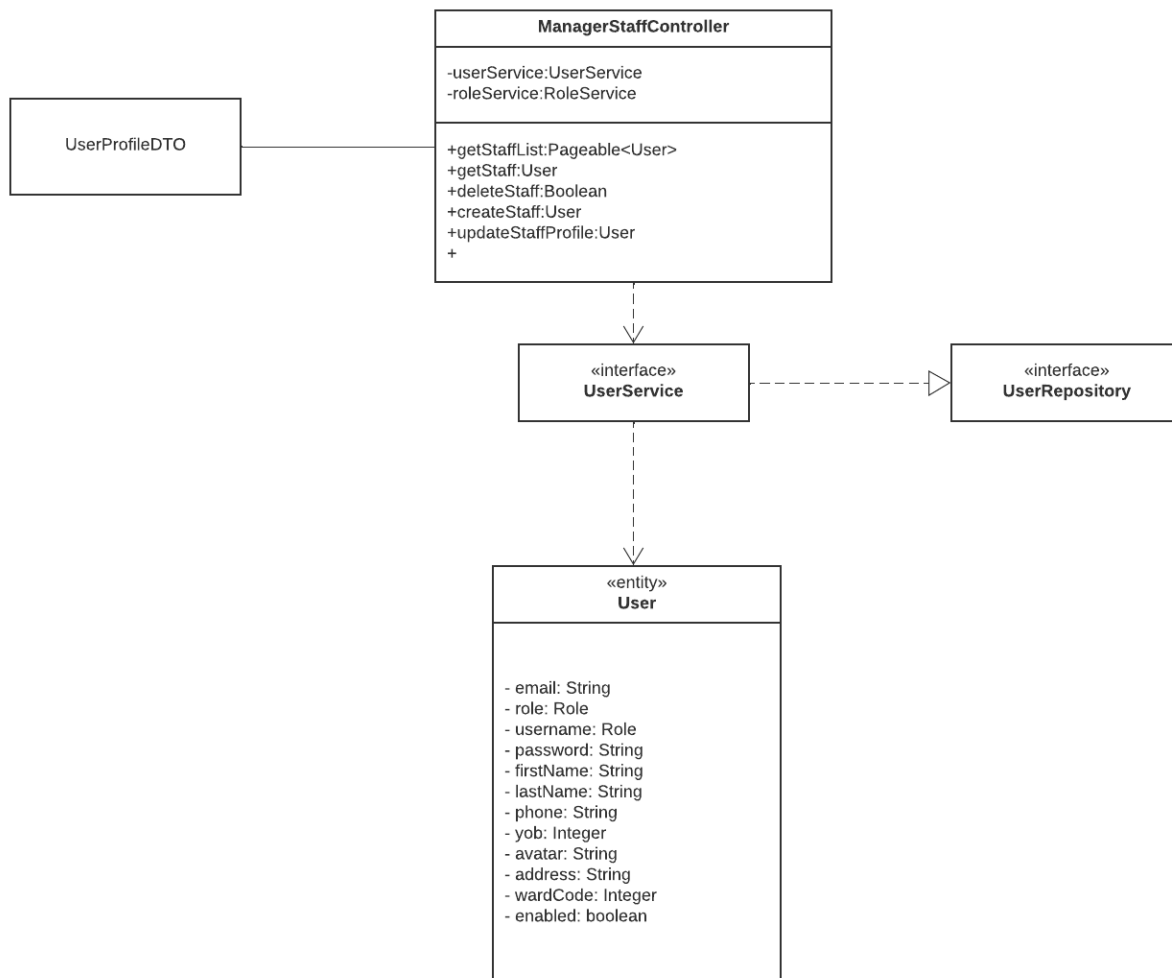 ManagerStaffController
-userService:UserService
-roleService:RoleService
UserProfileDTO
+getStaffList:Pageable<User>
+getStaff:User
+deleteStaff:Boolean
+createStaff:User
+updateStaffProfile:User
+
«interface»
UserService
«interface»
UserRepository
«entity»
User
- email: String
- role: Role
- username: Role
- password: String
- firstName: String
- lastName: String
- phone: String
- yob: Integer
- avatar: String
- address: String
- wardCode: Integer
- enabled: boolean